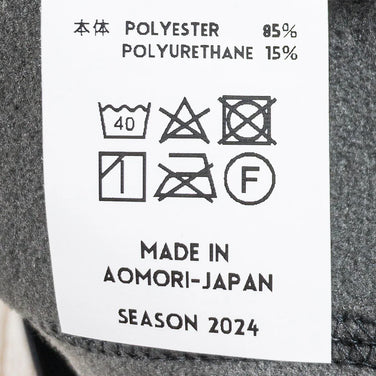 本体 POLYESTER 85%
POLYURETHANE 15%
40
F
MADE IN
AOMORI-JAPAN
SEASON 2024